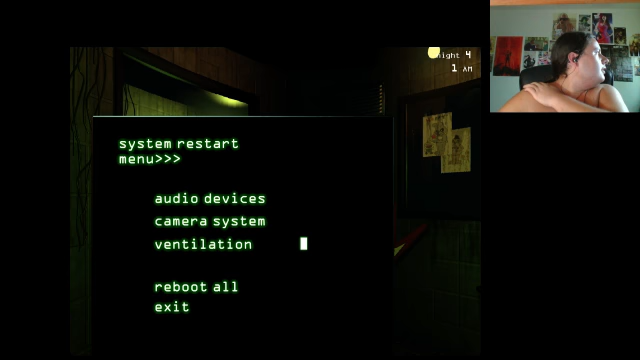 night 4
1 AM
system restart
menu>>>
audio devices
camera system
ventilation
reboot all
exit